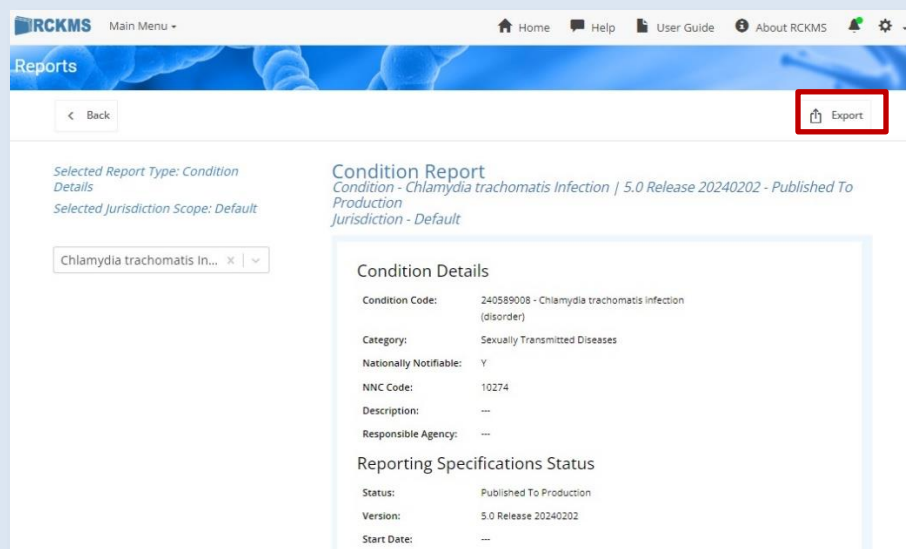 RCKMS Main Menu Home Help User Guide About RCKMS
Reports
Back Export
Selected Report Type: Condition
Details
Selected Jurisdiction Scope: Default
Chlamydia trachomatis In...
Condition Report
Condition - Chlamydia trachomatis Infection | 5.0 Release 20240202 - Published To
Production
Jurisdiction - Default
Condition Details
Condition Code: 240589008 - Chlamydia trachomatis infection
(disorder)
Category: Sexually Transmitted Diseases
Nationally Notifiable: Y
NNC Code: 10274
Description: ---
Responsible Agency: ---
Reporting Specifications Status
Status: Published To Production
Version: 5.0 Release 20240202
Start Date: ---